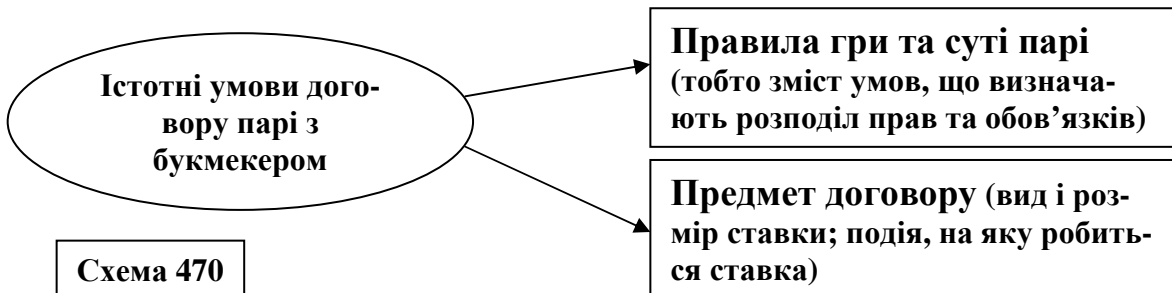 Істотні умови дого-
вору парі з
букмекером
Правила гри та суті парі
(тобто зміст умов, що визнача-
ють розподіл прав та обов’язків)
Предмет договору (вид і роз-
мір ставки; подія, на яку робить-
ся ставка)
Схема 470